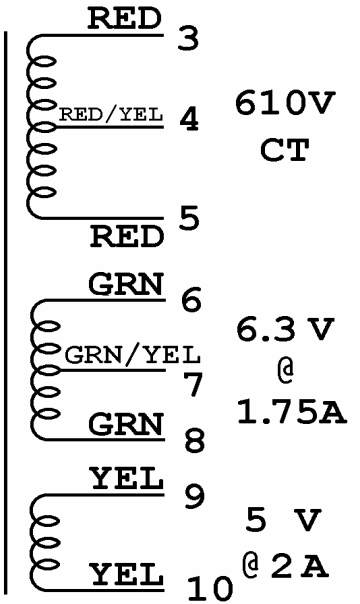 RED 3
RED/YEL 4 610V
CT
5
RED
GRN 6
6.3 V
GRN/YEL @
7
1.75A
GRN 8
YEL 9
5 V
@ 2 A
YEL 10